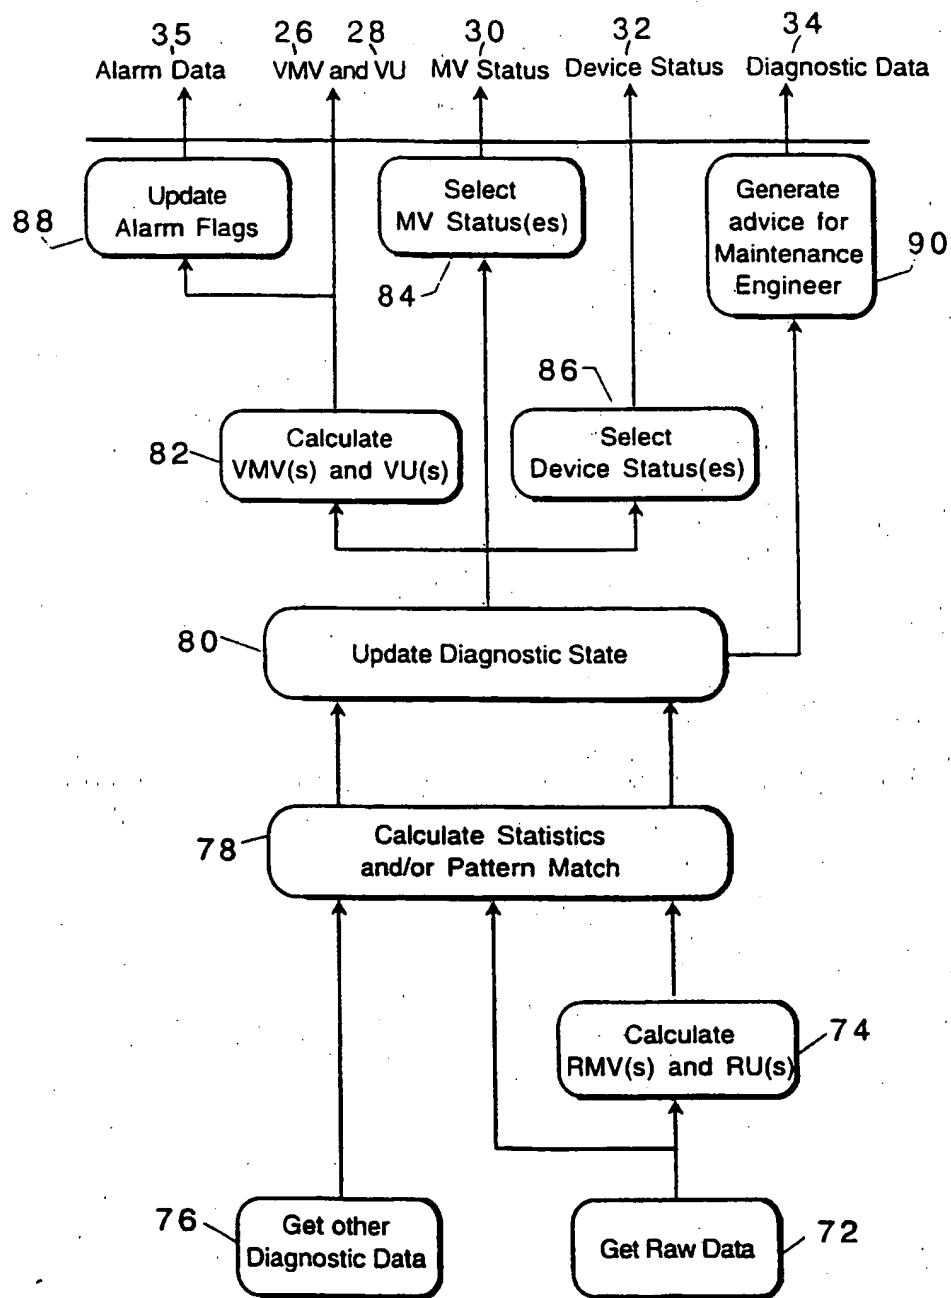 35 26 28 30 32 34
Alarm Data VMV and VU MV Status Device Status Diagnostic Data
Update
Alarm Flags
88
Select
MV Status(es)
84
Generate
advice for
Maintenance
Engineer
90
86
82
Calculate
VMV(s) and VU(s)
Select
Device Status(es)
80
Update Diagnostic State
78
Calculate Statistics
and/or Pattern Match
Calculate
RMV(s) and RU(s)
74
76
Get other
Diagnostic Data
Get Raw Data
72